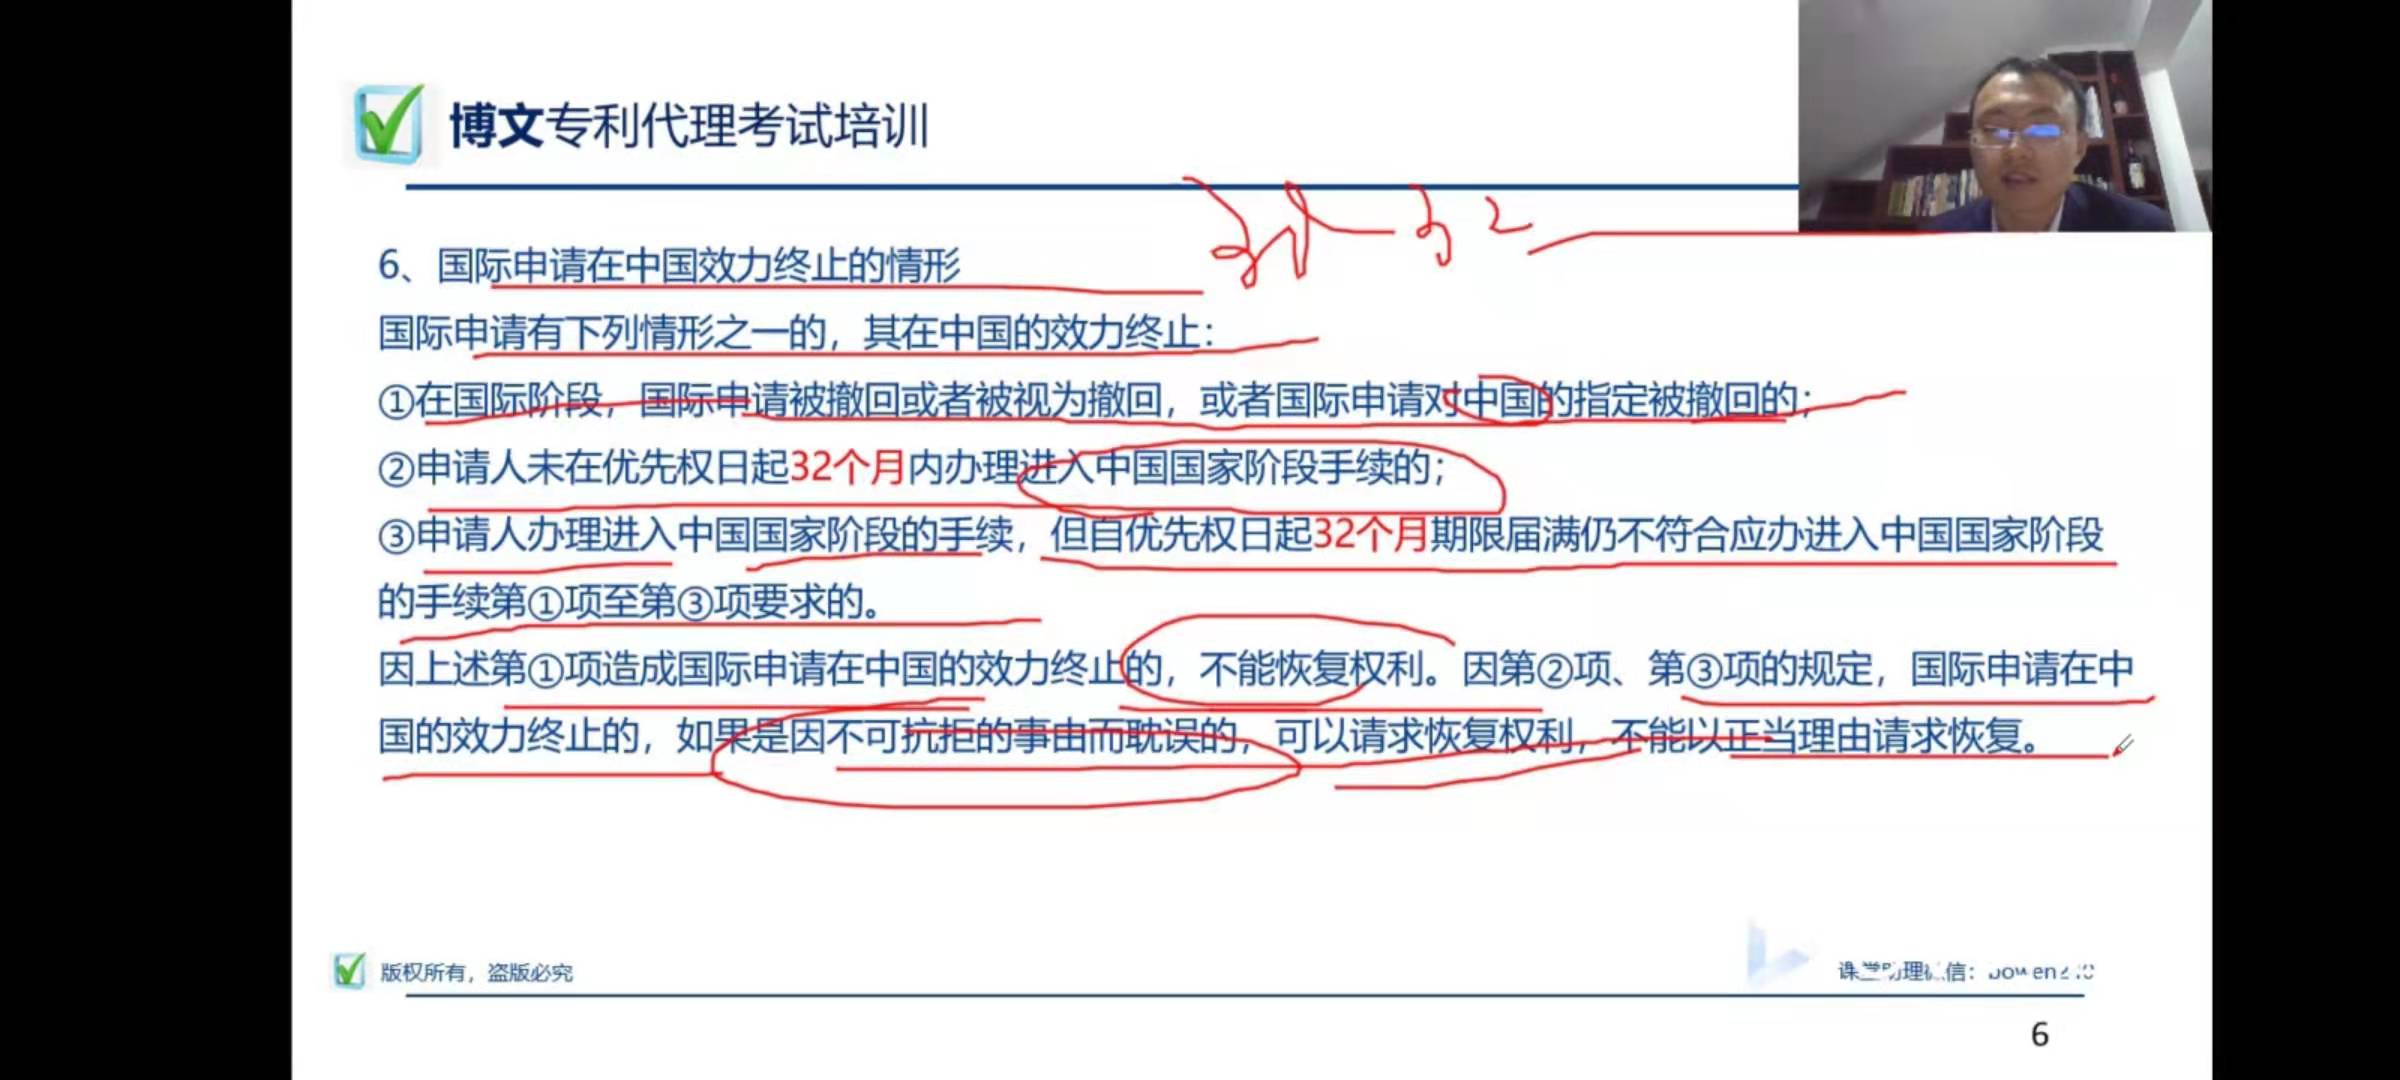 博文专利代理考试培训
6、国际申请在中国效力终止的情形
国际申请有下列情形之一的，其在中国的效力终止：
①在国际阶段，国际申请被撤回或者被视为撤回，或者国际申请对中国的指定被撤回的；
②申请人未在优先权日起32个月内办理进入中国国家阶段手续的；
③申请人办理进入中国国家阶段的手续，但自优先权日起32个月期限届满仍不符合应办进入中国国家阶段
的手续第①项至第③项要求的。
因上述第①项造成国际申请在中国的效力终止的，不能恢复权利。因第②项、第③项的规定，国际申请在中
国的效力终止的，如果是因不可抗拒的事由而耽误的，可以请求恢复权利，不能以正当理由请求恢复。
版权所有，盗版必究
课堂助理微信：
6